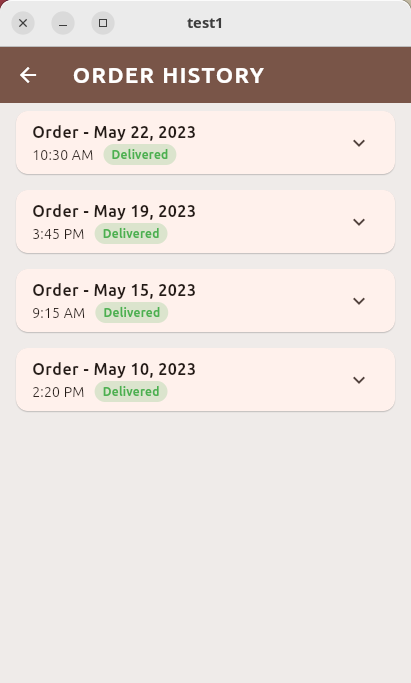 test1
ORDER HISTORY
Order - May 22, 2023
10:30 AM Delivered
Order - May 19, 2023
3:45 PM Delivered
Order - May 15, 2023
9:15 AM Delivered
Order - May 10, 2023
2:20 PM Delivered